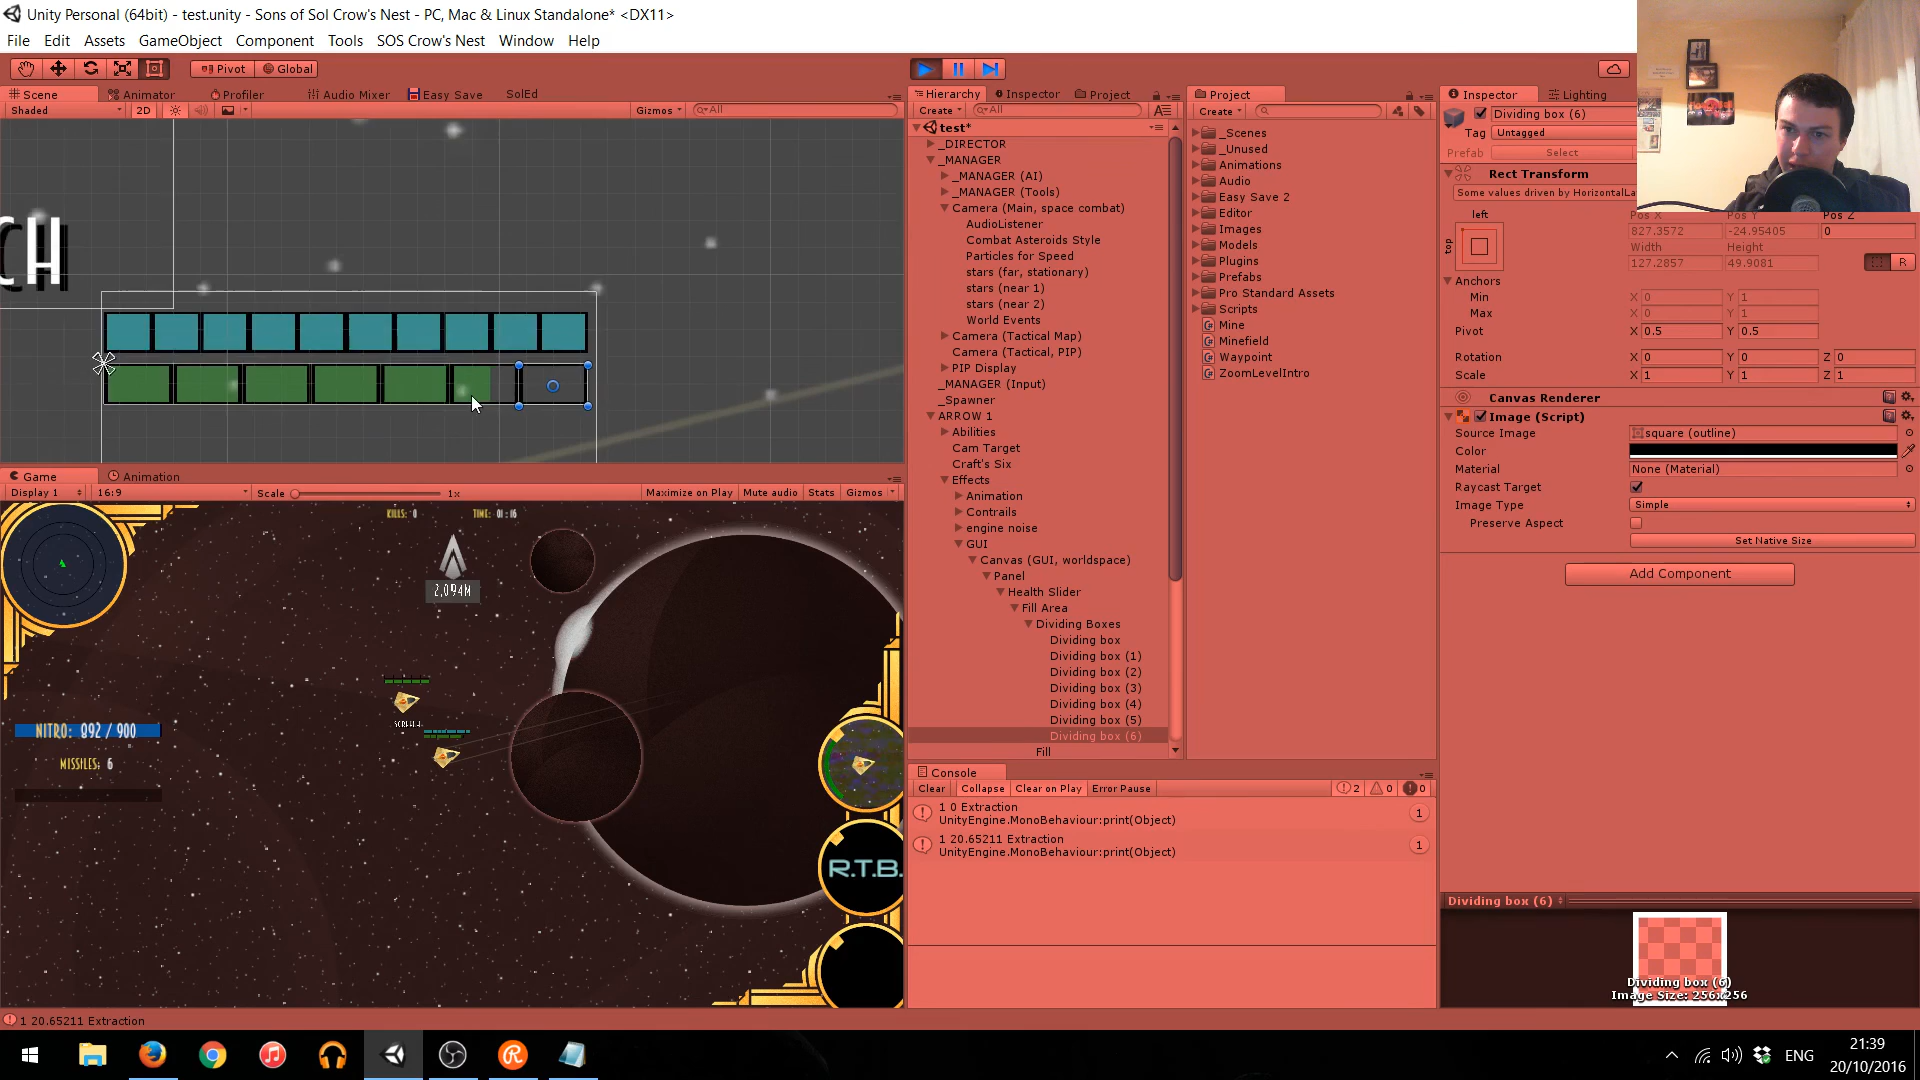 Unity Personal (64bit) - test.unity - Sons of Sol Crow's Nest - PC, Mac & Linux Standalone* <DX11>
File Edit Assets GameObject Component Tools SOS Crow's Nest Window Help
Pivot Global
Scene Animator Profiler Audio Mixer Easy Save SolEd
Shaded 2D Gizmos All
CH
Game Animation
Display 1 16:9 Scale 1x Maximize on Play Mute audio Stats Gizmos
KILLS: 0 TIME: 01:16
2,094M
NITRO: 892 / 900
MISSILES: 6
R.T.B.
Hierarchy Inspector Project
Create All
test*
_DIRECTOR
_MANAGER
_MANAGER (AI)
_MANAGER (Tools)
Camera (Main, space combat)
AudioListener
Combat Asteroids Style
Particles for Speed
stars (far, stationary)
stars (near 1)
stars (near 2)
World Events
Camera (Tactical Map)
Camera (Tactical, PIP)
PIP Display
_MANAGER (Input)
_Spawner
ARROW 1
Abilities
Cam Target
Craft's Six
Effects
Animation
Contrails
engine noise
GUI
Canvas (GUI, worldspace)
Panel
Health Slider
Fill Area
Dividing Boxes
Dividing box
Dividing box (1)
Dividing box (2)
Dividing box (3)
Dividing box (4)
Dividing box (5)
Dividing box (6)
Fill
Project
Create
_Scenes
_Unused
Animations
Audio
Easy Save 2
Editor
Images
Models
Plugins
Prefabs
Pro Standard Assets
Scripts
Mine
Minefield
Waypoint
ZoomLevelIntro
Console
Clear Collapse Clear on Play Error Pause 2 0 0
1 0 Extraction
UnityEngine.MonoBehaviour:print(Object)
1
1 20.65211 Extraction
UnityEngine.MonoBehaviour:print(Object)
1
Inspector Lighting
Dividing box (6)
Tag Untagged
Prefab Select
Rect Transform
Some values driven by HorizontalLa
left
top
Pos X Pos Y Pos Z
827.3572 -24.95405 0
Width Height
127.2857 49.9081
R
Anchors
Min X 0 Y 1
Max X 0 Y 1
Pivot X 0.5 Y 0.5
Rotation X 0 Y 0 Z 0
Scale X 1 Y 1 Z 1
Canvas Renderer
Image (Script)
Source Image square (outline)
Color
Material None (Material)
Raycast Target
Image Type Simple
Preserve Aspect
Set Native Size
Add Component
Dividing box (6)
Dividing box (6)
Image Size: 256x256
1 20.65211 Extraction
ENG
21:39
20/10/2016